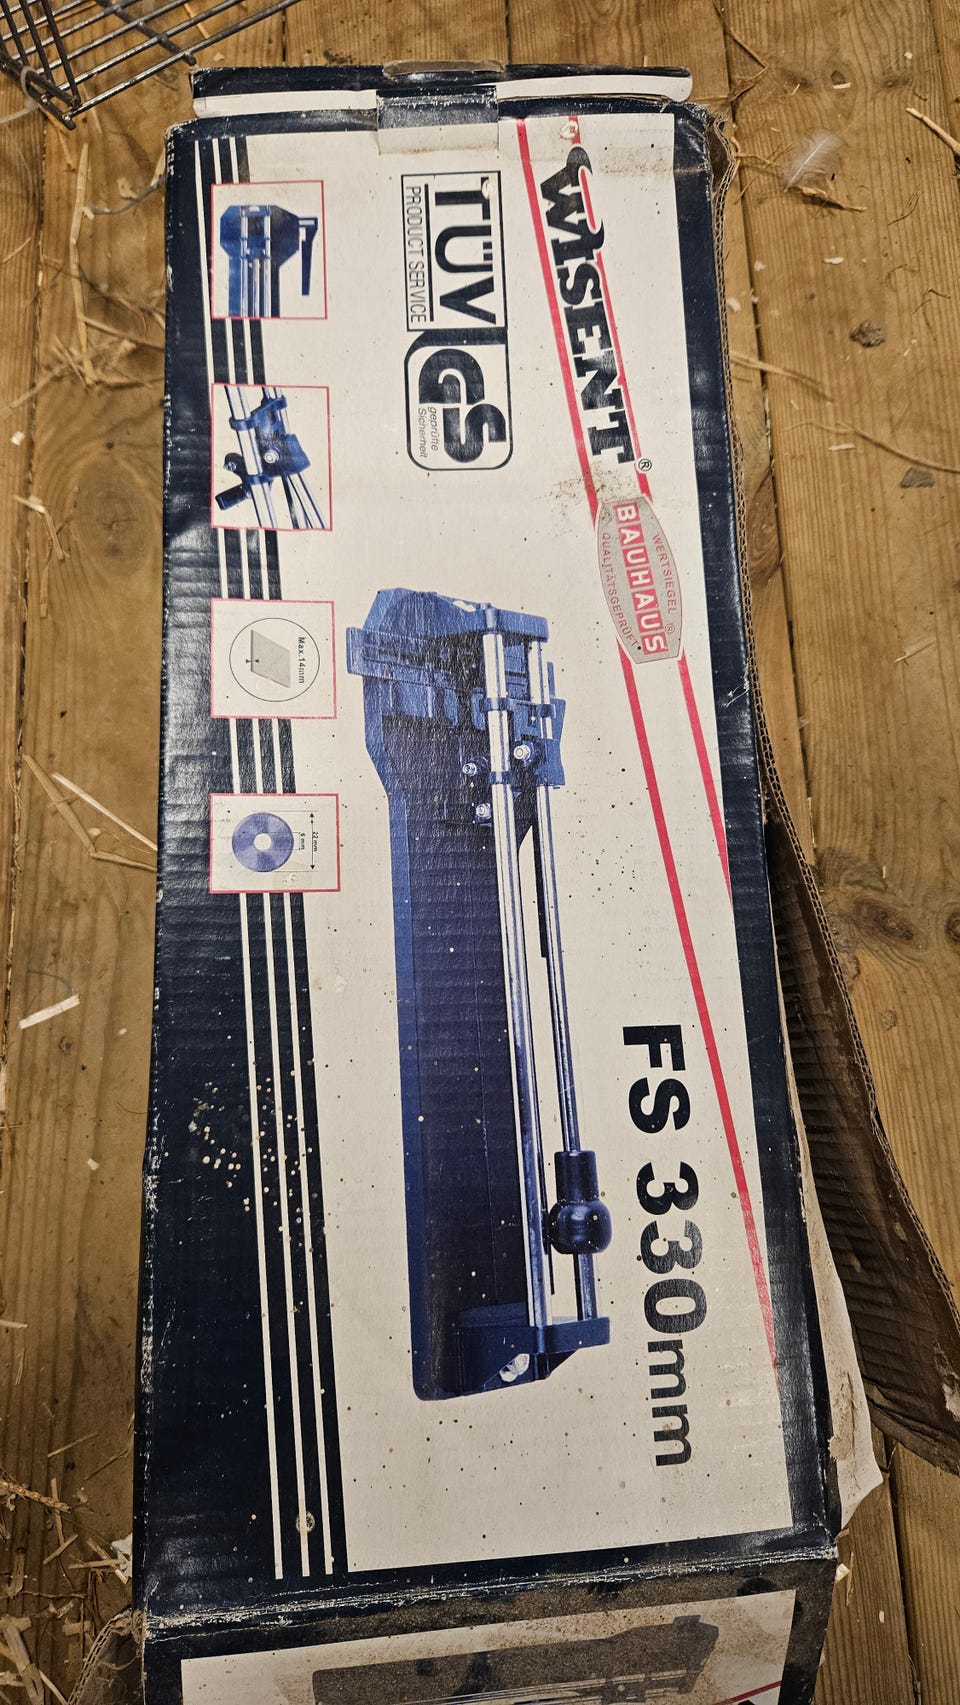 WISENT®
WERTSIEGEL
BAUHAUS®
QUALITÄTSGEPRÜFT
TÜV
PRODUCT SERVICE
GS
geprüfte
Sicherheit
FS 330mm
Max.14mm
22 mm
6 mm